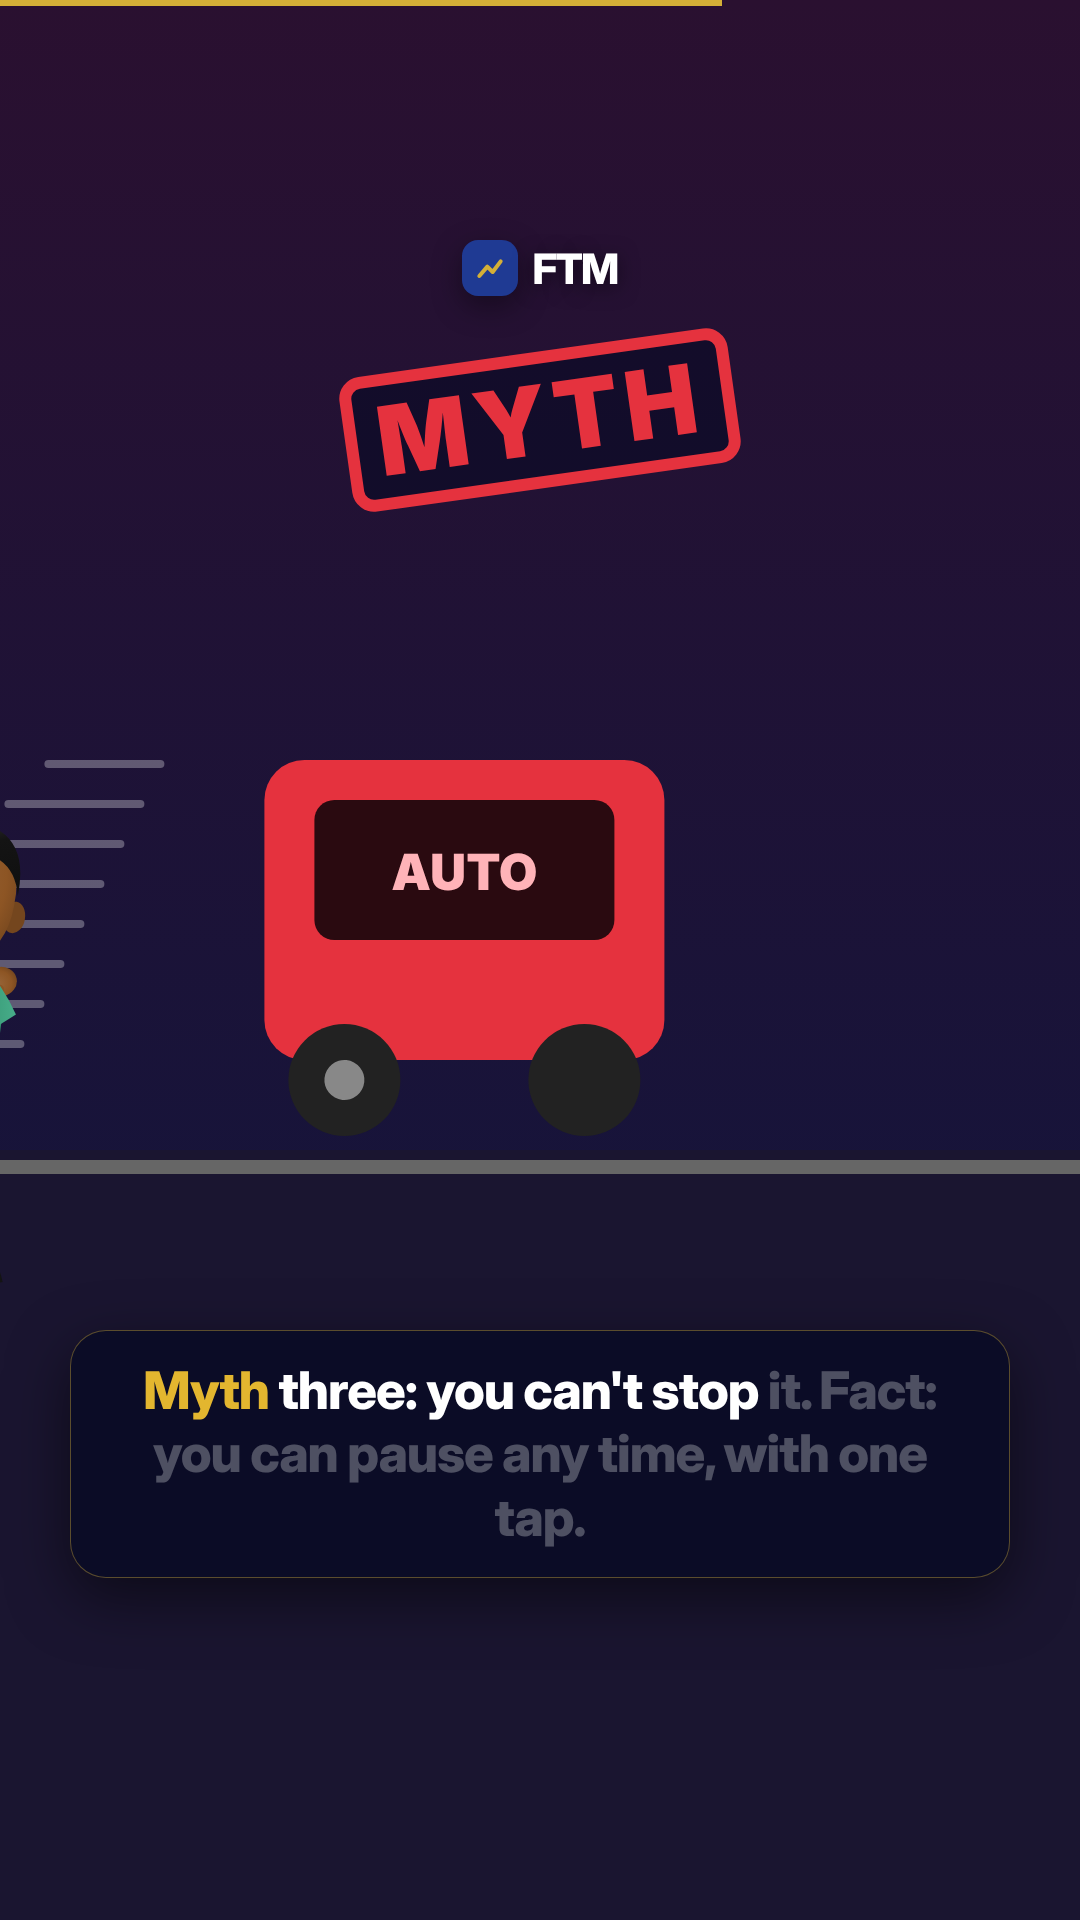 FTM
MYTH
AUTO
Myth three: you can't stop it. Fact:
you can pause any time, with one
tap.